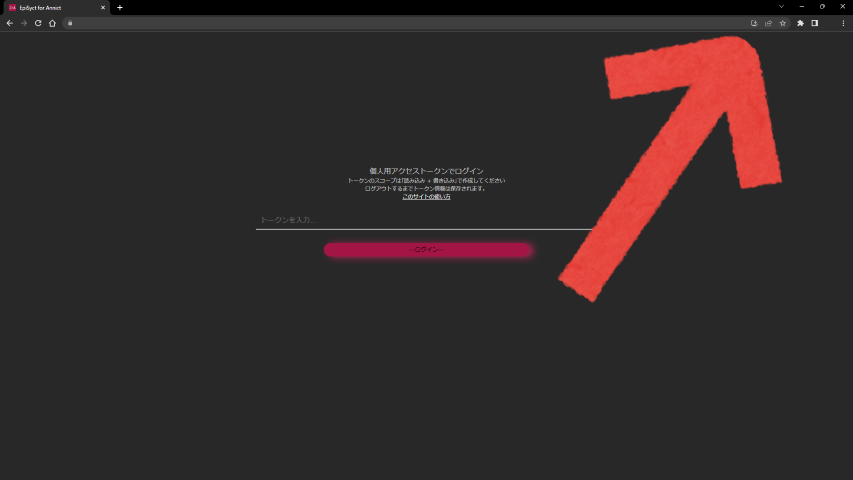 EpiSyct for Annict
個人用アクセストークンでログイン
トークンのスコープは「読み込み + 書き込み」で作成してください
ログアウトするまでトークン情報は保存されます。
このサイトの使い方
トークンを入力...
---ログイン---